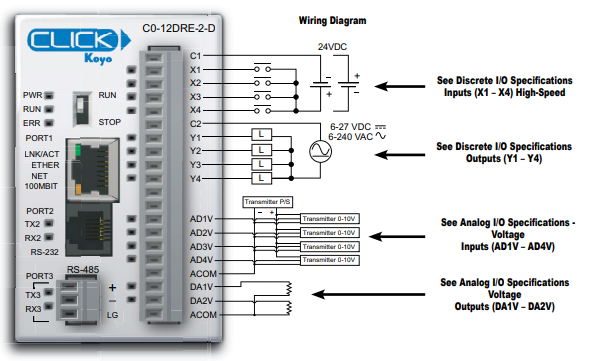 Wiring Diagram
CLICK
Koyo
C0-12DRE-2-D
24VDC
C1
X1
X2
X3
X4
C2
Y1
Y2
Y3
Y4
AD1V
AD2V
AD3V
AD4V
ACOM
DA1V
DA2V
ACOM
PWR
RUN
ERR
RUN
STOP
PORT1
LNK/ACT
ETHER
NET
100MBIT
PORT2
TX2
RX2
RS-232
PORT3
RS-485
TX3
RX3
+
–
LG
–
+
+
–
6-27 VDC
6-240 VAC
L
L
L
L
Transmitter P/S
– +
Transmitter 0-10V
Transmitter 0-10V
Transmitter 0-10V
Transmitter 0-10V
See Discrete I/O Specifications
Inputs (X1 – X4) High-Speed
See Discrete I/O Specifications
Outputs (Y1 – Y4)
See Analog I/O Specifications -
Voltage
Inputs (AD1V – AD4V)
See Analog I/O Specifications
Voltage
Outputs (DA1V – DA2V)